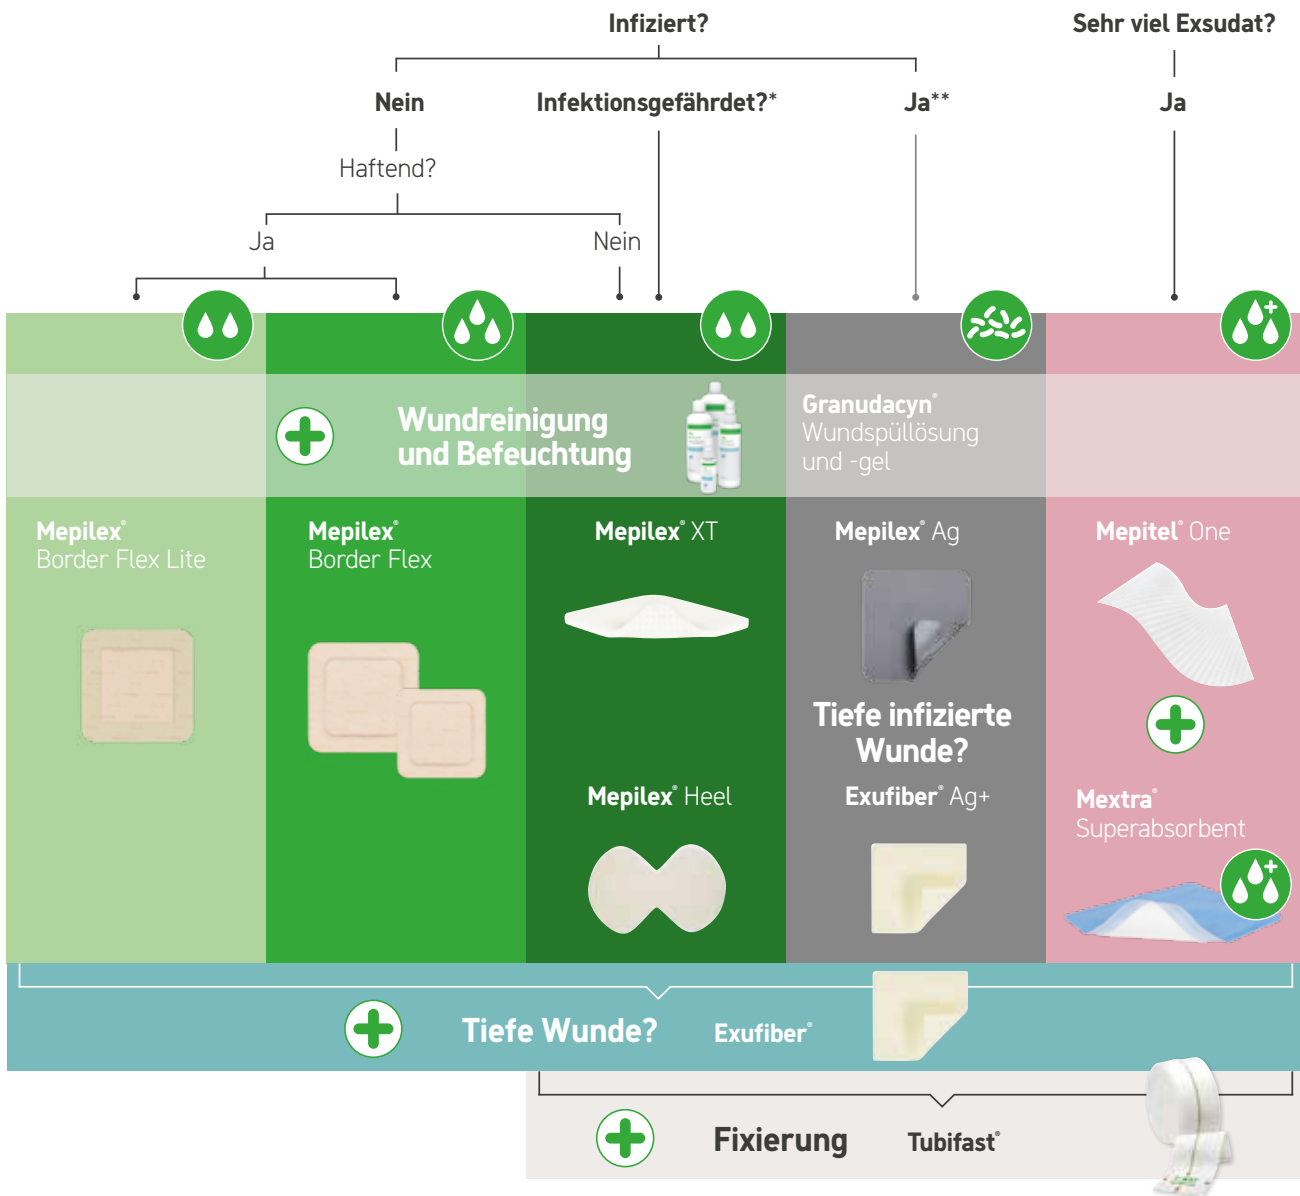 Infiziert?
Sehr viel Exsudat?
Nein
Infektionsgefährdet?*
Ja**
Ja
Haftend?
Ja
Nein
Wundreinigung
und Befeuchtung
Granudacyn®
Wundspüllösung
und -gel
Mepilex®
Border Flex Lite
Mepilex®
Border Flex
Mepilex® XT
Mepilex® Ag
Mepitel® One
Tiefe infizierte
Wunde?
Mepilex® Heel
Exufiber® Ag+
Mextra®
Superabsorbent
Tiefe Wunde?
Exufiber®
Fixierung
Tubifast®